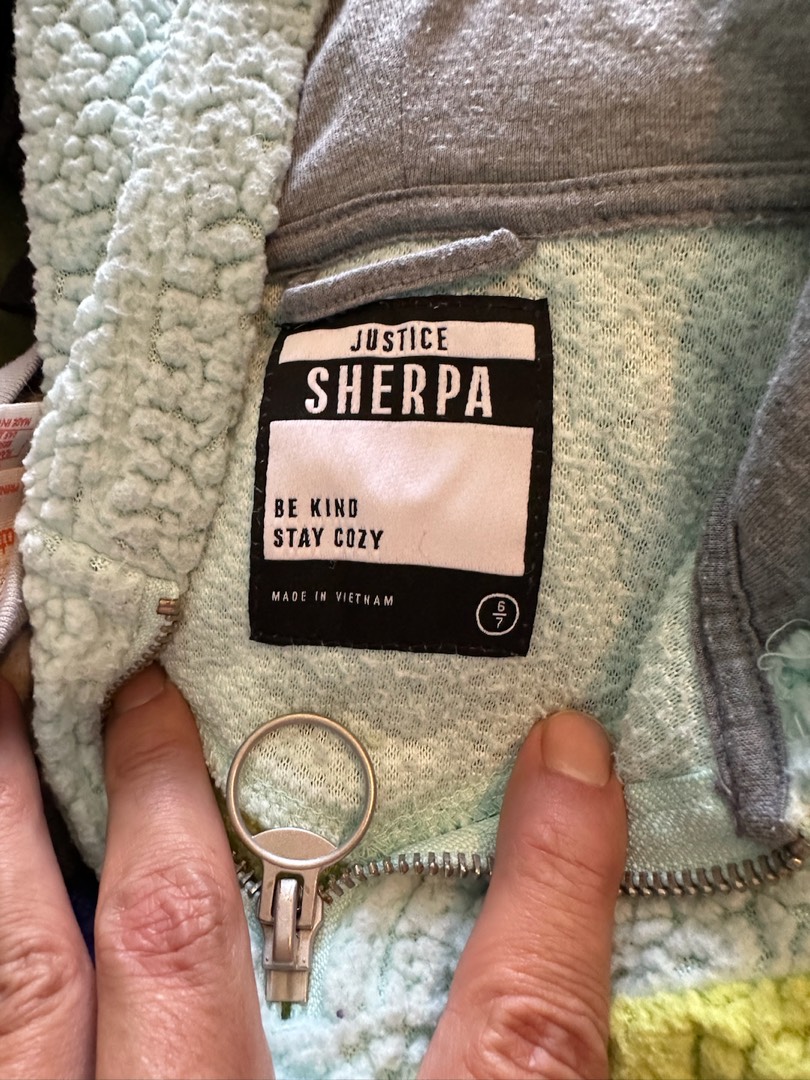 JUSTICE
SHERPA
BE KIND
STAY COZY
MADE IN VIETNAM
6
7